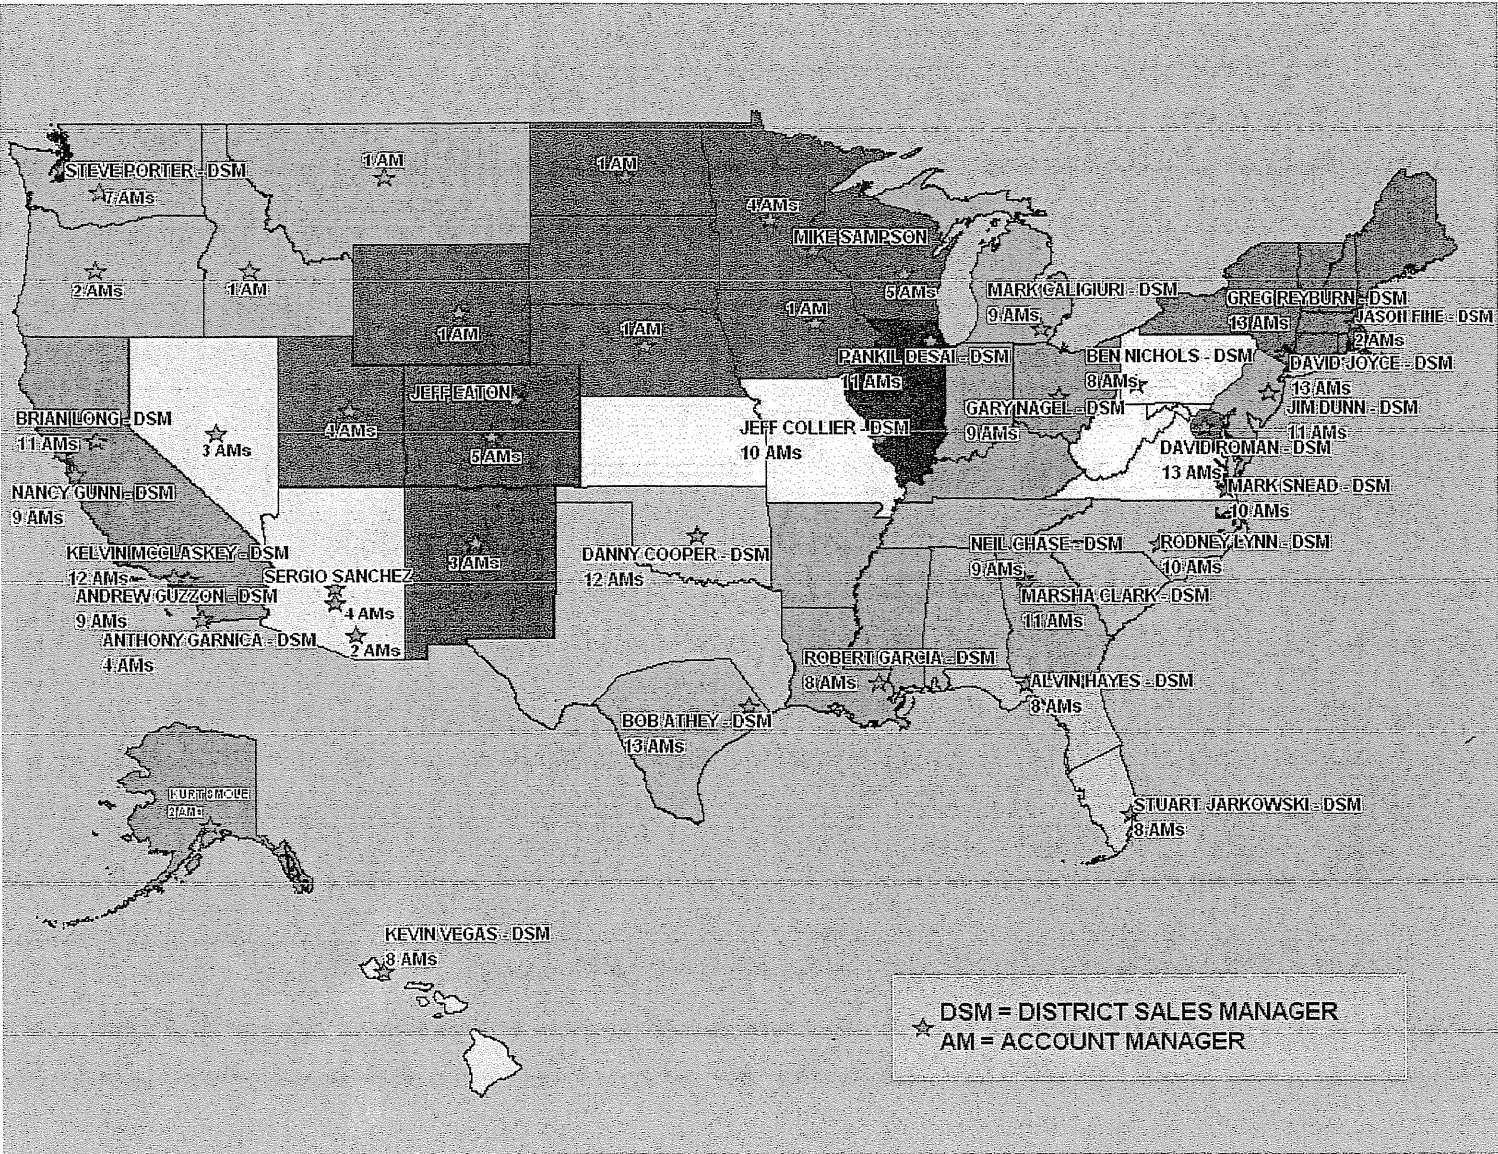 STEVE PORTER - DSM
7 AMs
1 AM
1 AM
4 AMs
MIKE SAMPSON
2 AMs
1 AM
1 AM
1 AM
1 AM
5 AMs
MARK CALIGIURI - DSM
9 AMs
GREG REYBURN - DSM
13 AMs
JASON FIHE - DSM
2 AMs
PANKIL DESAI - DSM
11 AMs
BEN NICHOLS - DSM
8 AMs
DAVID JOYCE - DSM
13 AMs
JEFF EATON
4 AMs
5 AMs
GARY NAGEL - DSM
9 AMs
JIM DUNN - DSM
11 AMs
BRIAN LONG - DSM
11 AMs
3 AMs
JEFF COLLIER - DSM
10 AMs
DAVID ROMAN - DSM
13 AMs
NANCY GUNN - DSM
9 AMs
MARK SNEAD - DSM
10 AMs
KELVIN MCCLASKEY - DSM
12 AMs
SERGIO SANCHEZ
4 AMs
2 AMs
3 AMs
DANNY COOPER - DSM
12 AMs
NEIL CHASE - DSM
9 AMs
RODNEY LYNN - DSM
10 AMs
ANDREW GUZZON - DSM
9 AMs
MARSHA CLARK - DSM
11 AMs
ANTHONY GARNICA - DSM
4 AMs
ROBERT GARCIA - DSM
8 AMs
ALVIN HAYES - DSM
8 AMs
BOB ATHEY - DSM
13 AMs
KURT SMOLE
2 AMs
STUART JARKOWSKI - DSM
8 AMs
KEVIN VEGAS - DSM
8 AMs
DSM = DISTRICT SALES MANAGER
AM = ACCOUNT MANAGER